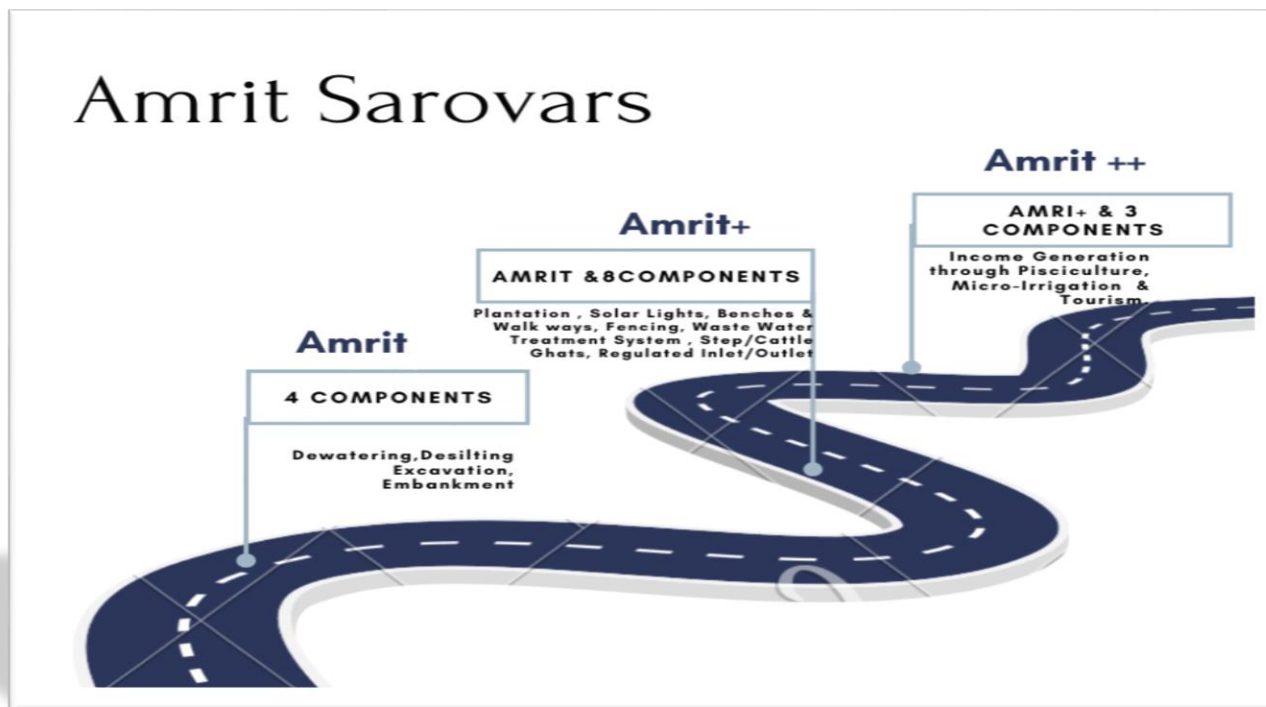 Amrit Sarovars
Amrit
4 COMPONENTS
Dewatering,Desilting
Excavation,
Embankment
Amrit+
AMRIT &8COMPONENTS
Plantation , Solar Lights, Benches &
Walk ways, Fencing, Waste Water
Treatment System , Step/Cattle
Ghats, Regulated Inlet/Outlet
Amrit ++
AMRI+ & 3
COMPONENTS
Income Generation
through Pisciculture,
Micro-Irrigation &
Tourism.